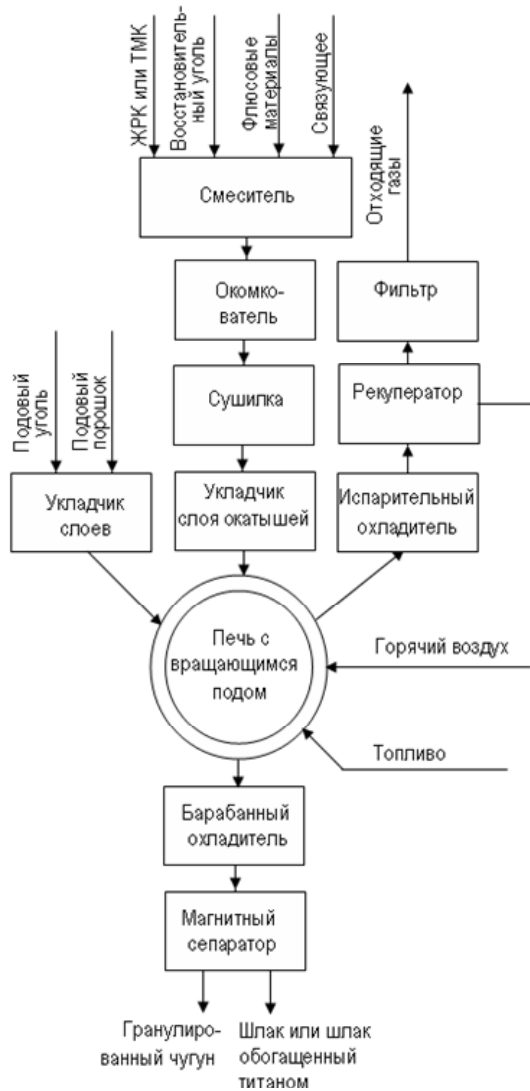 ЖРК или ТМК
Восстановитель-
ный уголь
Флюсовые
материалы
Связующее
Отходящие
газы
Смеситель
Окомко-
ватель
Фильтр
Подовый
уголь
Подовый
порошок
Сушилка
Рекуператор
Укладчик
слоев
Укладчик
слоя окатышей
Испарительный
охладитель
Печь с
вращающимся
подом
Горячий воздух
Топливо
Барабанный
охладитель
Магнитный
сепаратор
Гранулиро-
ванный чугун
Шлак или шлак
обогащенный
титаном